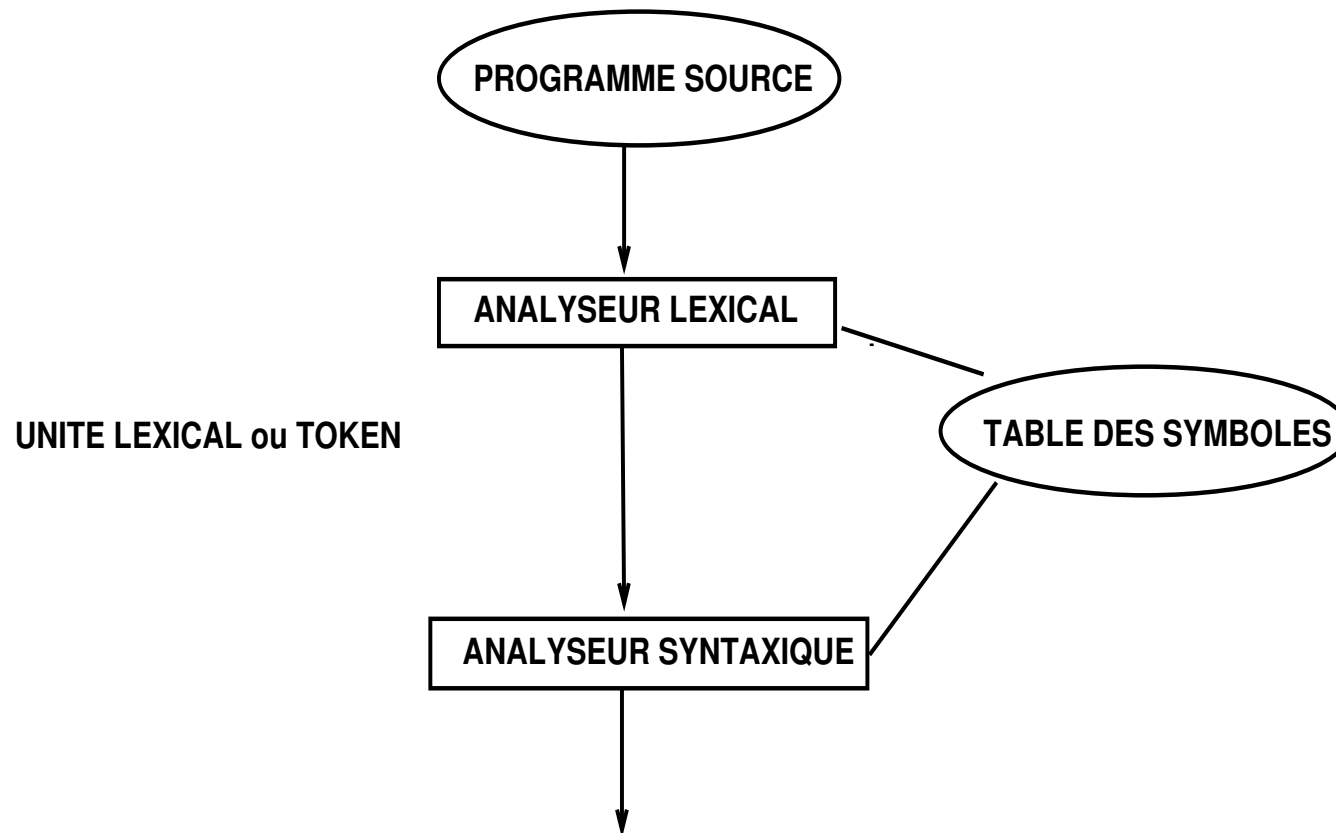 PROGRAMME SOURCE
ANALYSEUR LEXICAL
UNITE LEXICAL ou TOKEN
TABLE DES SYMBOLES
ANALYSEUR SYNTAXIQUE